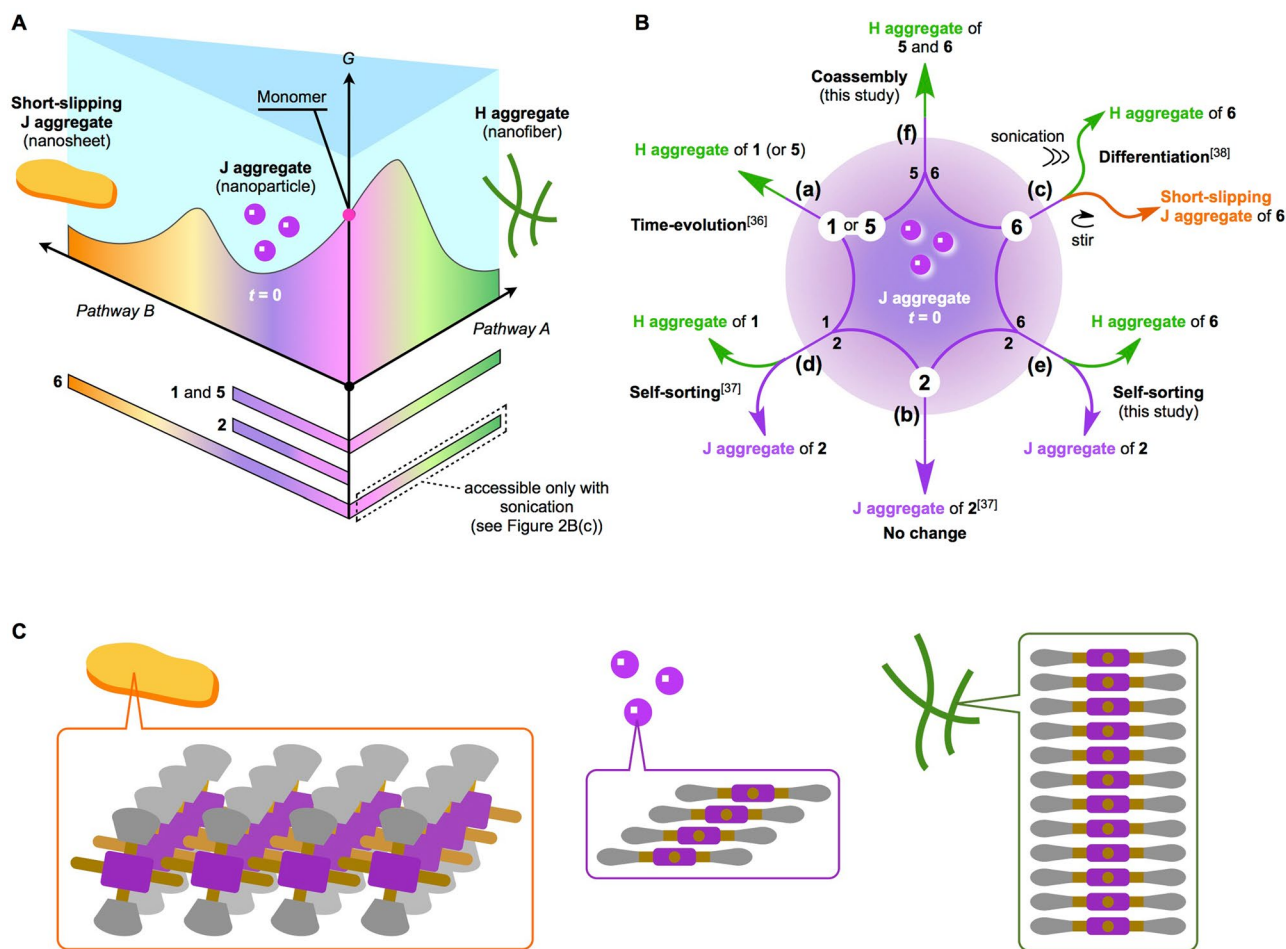 A
G
Monomer
Short-slipping
J aggregate
(nanosheet)
J aggregate
(nanoparticle)
H aggregate
(nanofiber)
t = 0
Pathway B
Pathway A
6
1 and 5
2
accessible only with
sonication
(see Figure 2B(c))
B
H aggregate of
5 and 6
Coassembly
(this study)
(f)
sonication
H aggregate of 6
Differentiation[38]
H aggregate of 1 (or 5)
(a)
5 6
(c)
Short-slipping
J aggregate of 6
Time-evolution[36]
1 or 5
6
stir
J aggregate
t = 0
H aggregate of 1
1
2
6
2
H aggregate of 6
(d)
2
(e)
Self-sorting[37]
(b)
Self-sorting
(this study)
J aggregate of 2
J aggregate of 2
J aggregate of 2[37]
No change
C